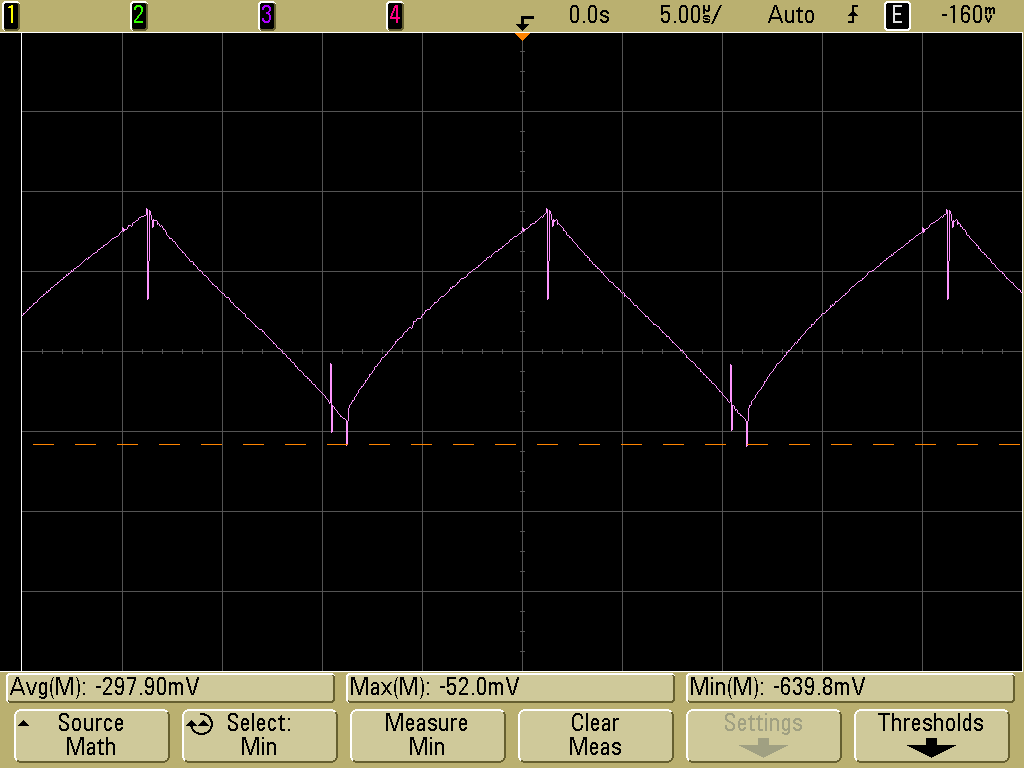 1 2 3 4 0.0s 5.00µs/ Auto E -160mV
Avg(M): -297.90mV Max(M): -52.0mV Min(M): -639.8mV
Source Select: Measure Clear Settings Thresholds
Math Min Min Meas